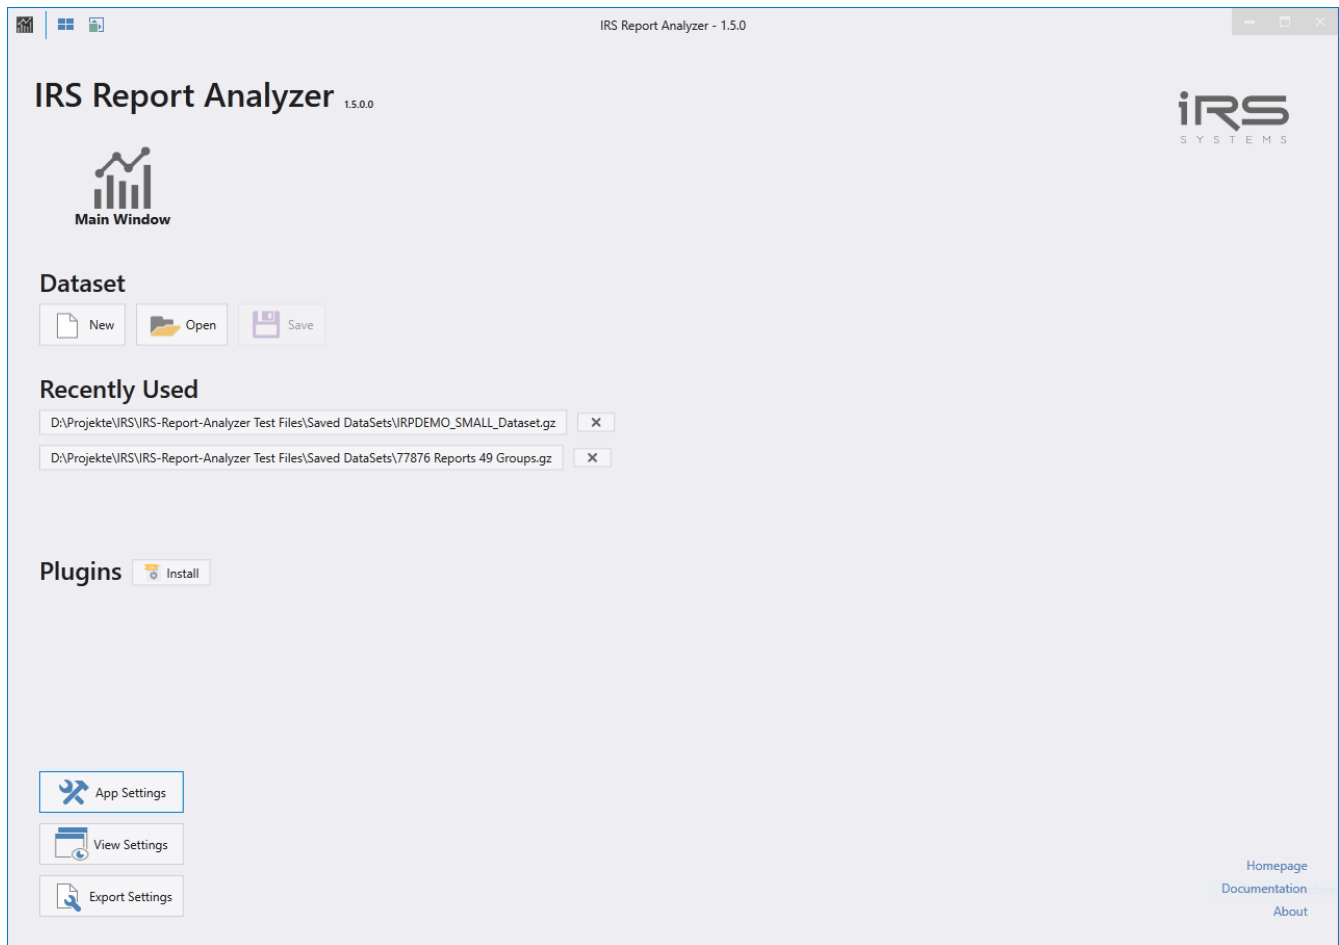 IRS Report Analyzer - 1.5.0
IRS Report Analyzer 1.5.0.0
iRS
SYSTEMS
Main Window
Dataset
New Open Save
Recently Used
D:\Projekte\IRS\IRS-Report-Analyzer Test Files\Saved DataSets\IRPDEMO_SMALL_Dataset.gz
D:\Projekte\IRS\IRS-Report-Analyzer Test Files\Saved DataSets\77876 Reports 49 Groups.gz
Plugins Install
App Settings
View Settings
Export Settings
Homepage
Documentation
About